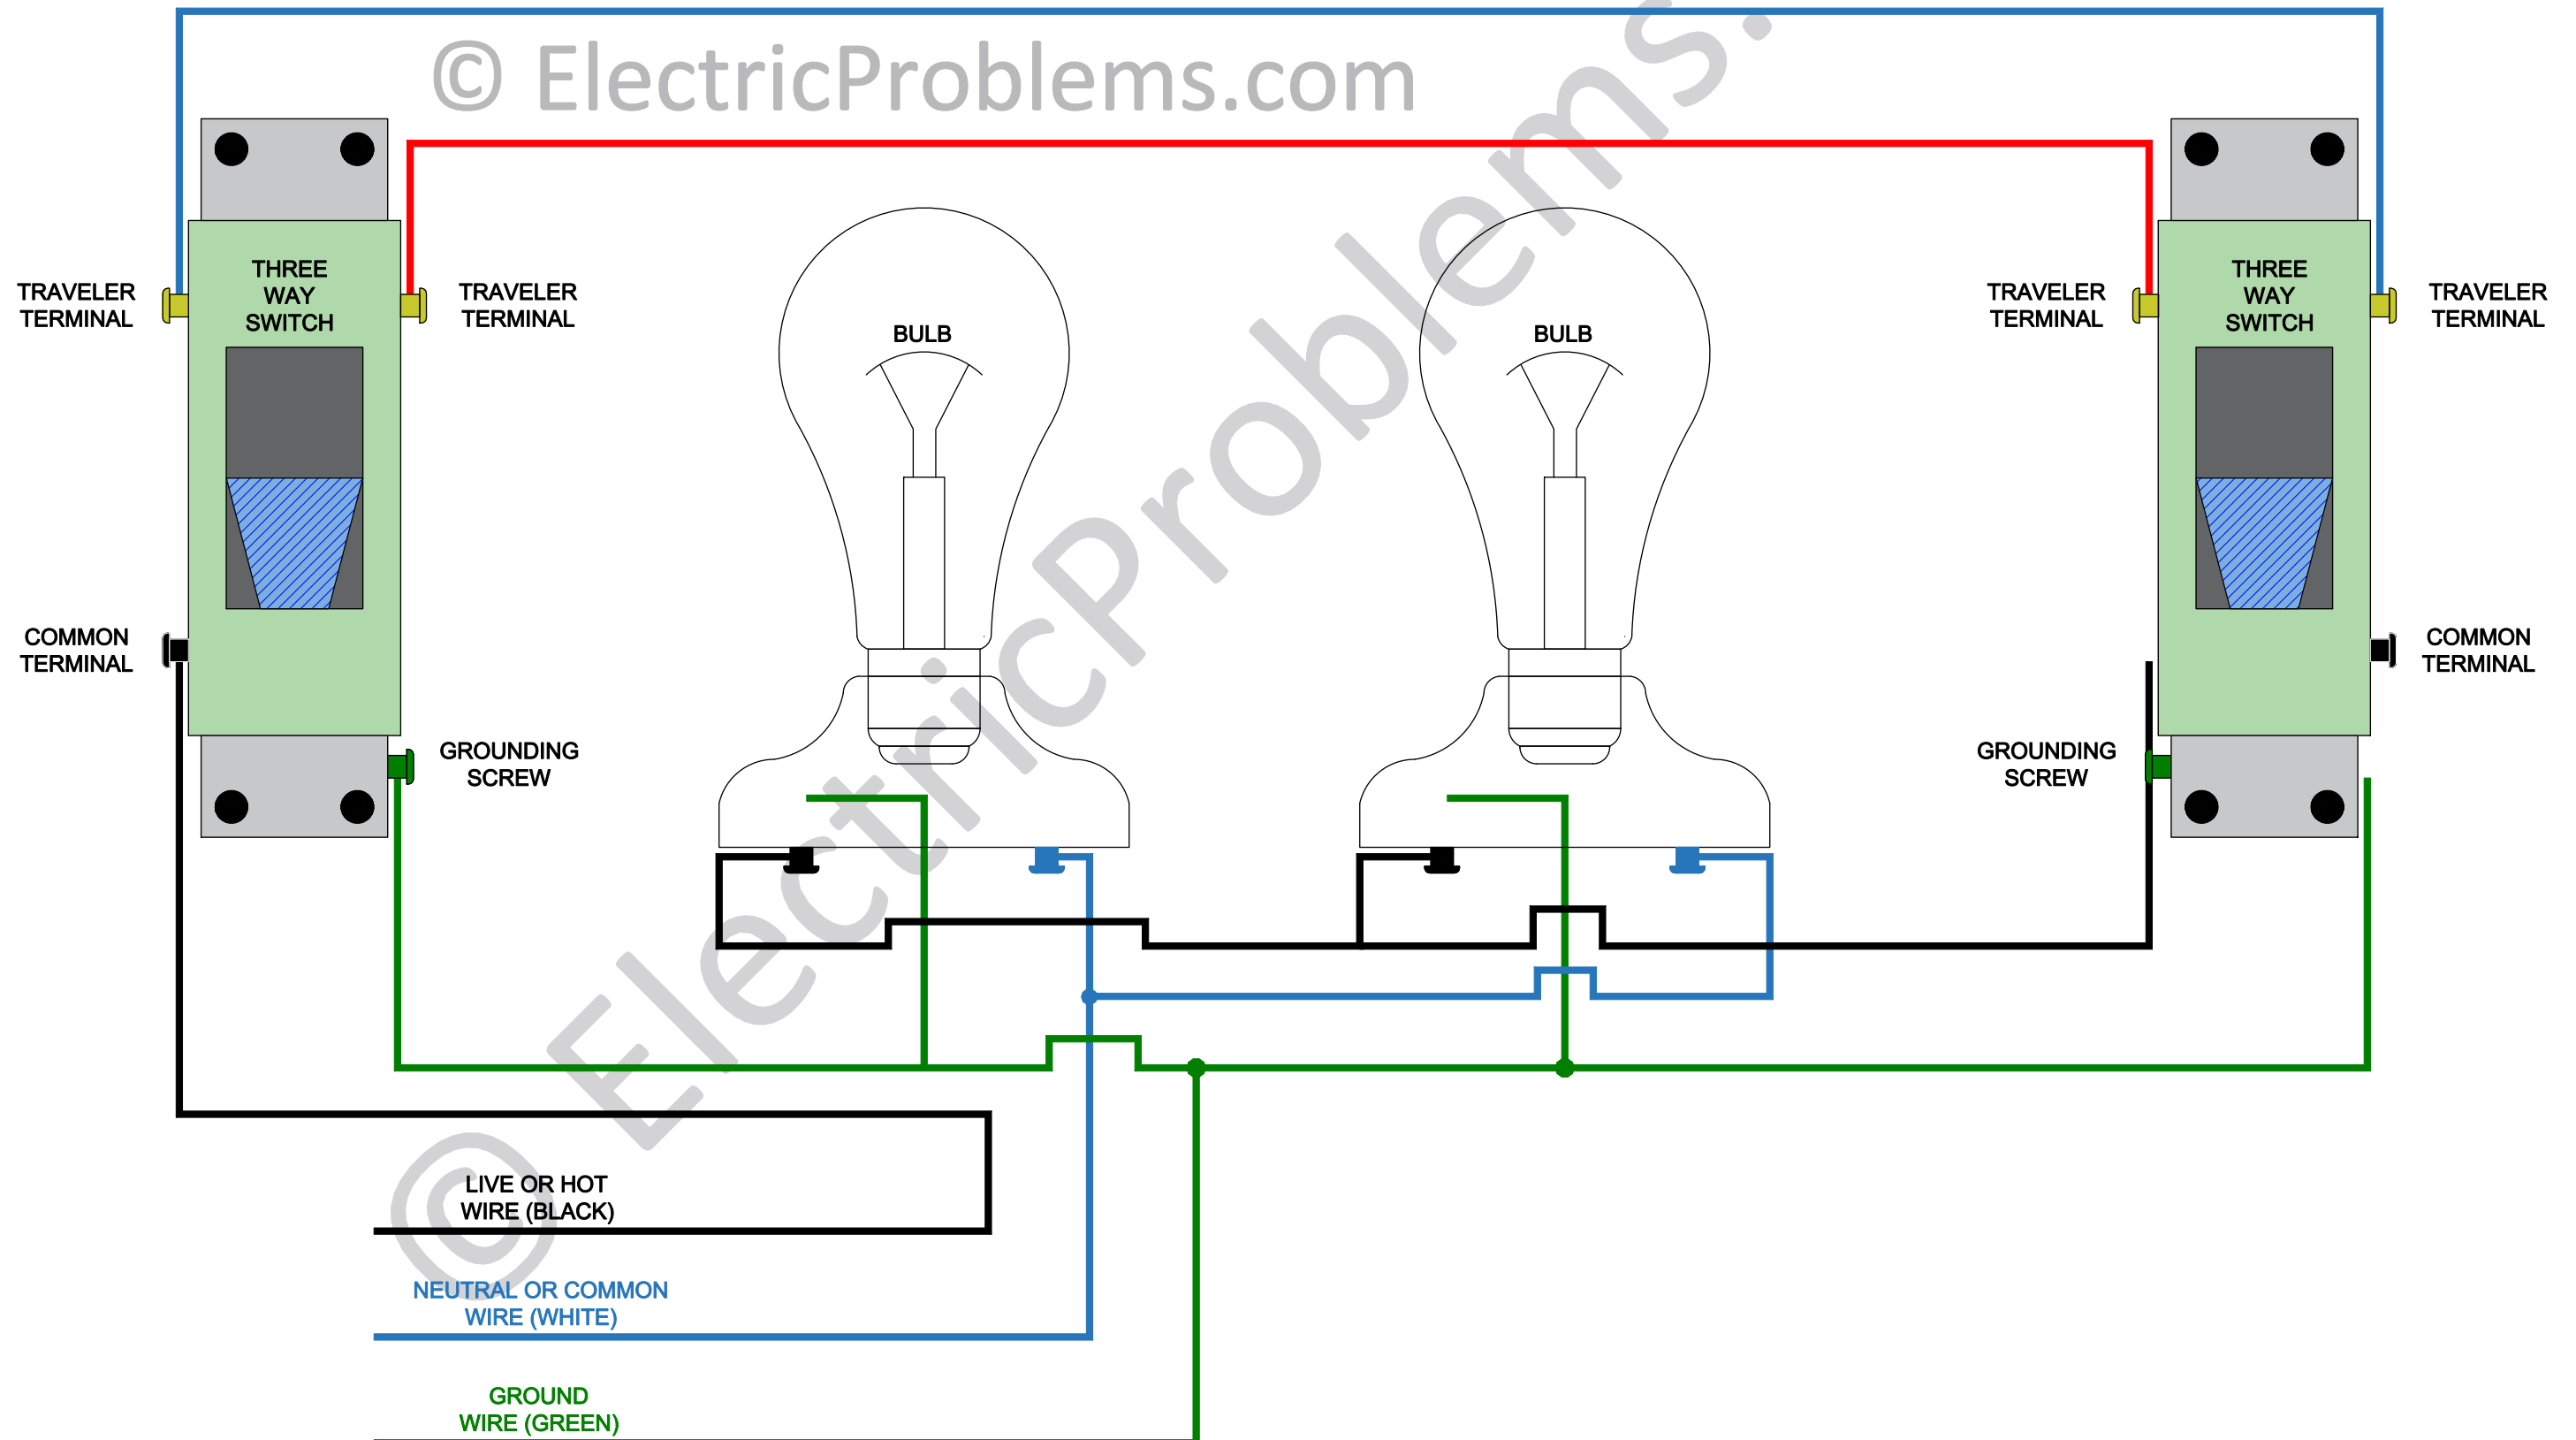 © ElectricProblems.com
THREE
WAY
SWITCH
THREE
WAY
SWITCH
TRAVELER
TERMINAL
TRAVELER
TERMINAL
TRAVELER
TERMINAL
TRAVELER
TERMINAL
BULB
BULB
COMMON
TERMINAL
COMMON
TERMINAL
GROUNDING
SCREW
GROUNDING
SCREW
© ElectricProblems.
LIVE OR HOT
WIRE (BLACK)
NEUTRAL OR COMMON
WIRE (WHITE)
GROUND
WIRE (GREEN)